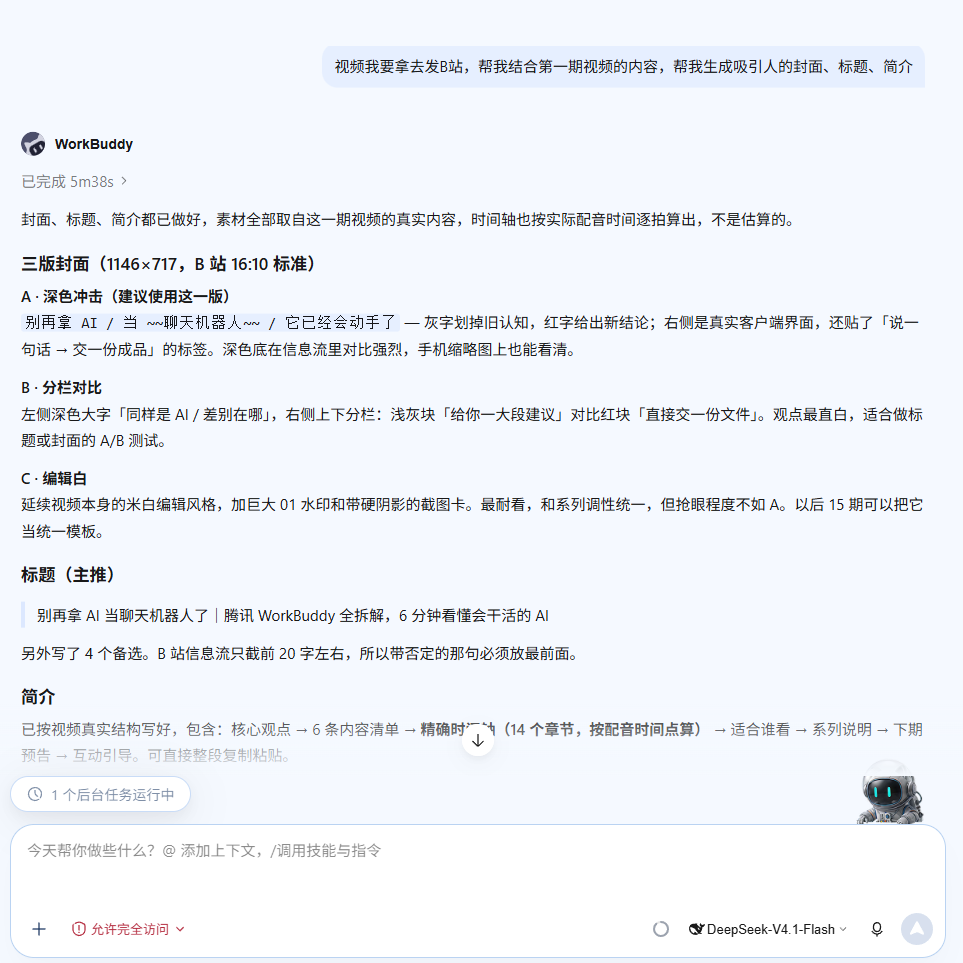 视频我要拿去发B站，帮我结合第一期视频的内容，帮我生成吸引人的封面、标题、简介
WorkBuddy
已完成 5m38s
封面、标题、简介都已做好，素材全部取自这一期视频的真实内容，时间轴也按实际配音时间逐拍算出，不是估算的。
三版封面（1146×717，B 站 16:10 标准）
A · 深色冲击（建议使用这一版）
别再拿 AI / 当 ~~聊天机器人~~ / 它已经会动手了 — 灰字划掉旧认知，红字给出新结论；右侧是真实客户端界面，还贴了「说一
句话 → 交一份成品」的标签。深色底在信息流里对比强烈，手机缩略图上也能看清。
B · 分栏对比
左侧深色大字「同样是 AI / 差别在哪」，右侧上下分栏：浅灰块「给你一大段建议」对比红块「直接交一份文件」。观点最直白，适合做标
题或封面的 A/B 测试。
C · 编辑白
延续视频本身的米白编辑风格，加巨大 01 水印和带硬阴影的截图卡。最耐看，和系列调性统一，但抢眼程度不如 A。以后 15 期可以把它
当统一模板。
标题（主推）
别再拿 AI 当聊天机器人了｜腾讯 WorkBuddy 全拆解，6 分钟看懂会干活的 AI
另外写了 4 个备选。B 站信息流只截前 20 字左右，所以带否定的那句必须放最前面。
简介
已按视频真实结构写好，包含：核心观点 → 6 条内容清单 → 精确时间轴（14 个章节，按配音时间点算） → 适合谁看 → 系列说明 → 下期
预告 → 互动引导。可直接整段复制粘贴。
1 个后台任务运行中
今天帮你做些什么？@ 添加上下文，/调用技能与指令
允许完全访问
DeepSeek-V4.1-Flash